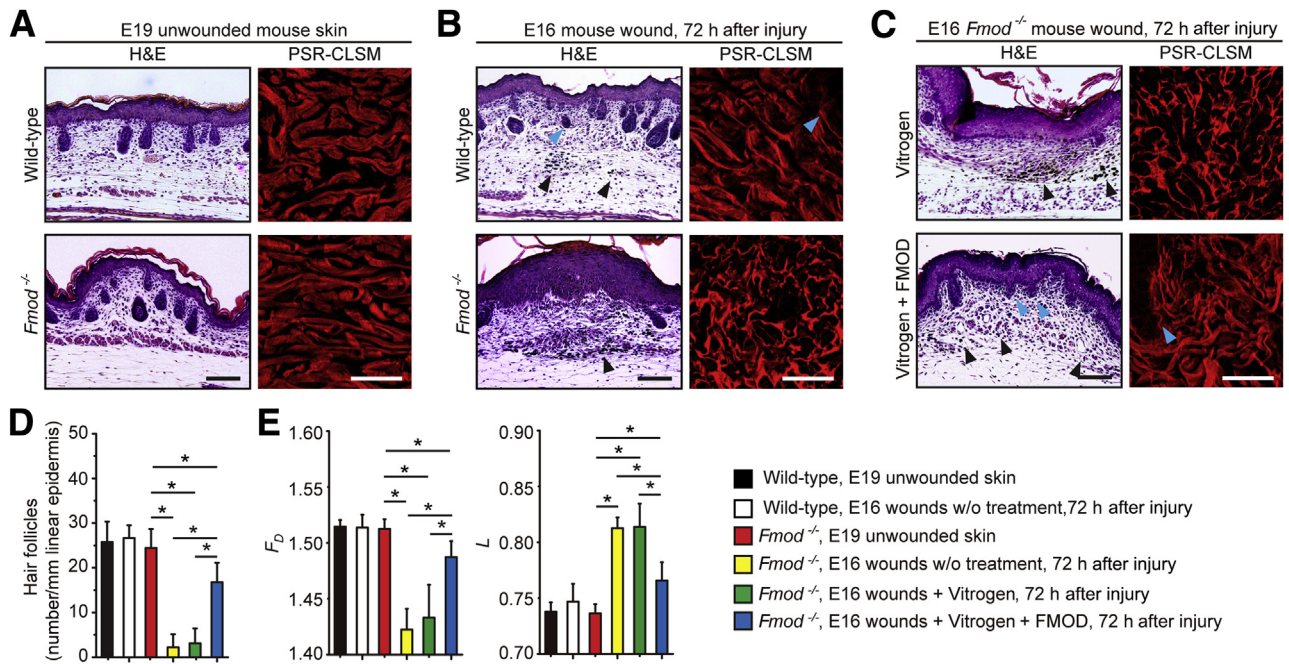 A
E19 unwounded mouse skin
H&E
PSR-CLSM
Wild-type
Fmod -/-
B
E16 mouse wound, 72 h after injury
H&E
PSR-CLSM
Wild-type
Fmod -/-
C
E16 Fmod -/- mouse wound, 72 h after injury
H&E
PSR-CLSM
Vitrogen
Vitrogen + FMOD
D
Hair follicles
(number/mm linear epidermis)
50
40
30
20
10
0
*
*
*
*
*
E
FD
1.60
1.55
1.50
1.45
1.40
*
*
*
*
*
L
0.90
0.85
0.80
0.75
0.70
*
*
*
*
*
Wild-type, E19 unwounded skin
Wild-type, E16 wounds w/o treatment,72 h after injury
Fmod -/-, E19 unwounded skin
Fmod -/-, E16 wounds w/o treatment, 72 h after injury
Fmod -/-, E16 wounds + Vitrogen, 72 h after injury
Fmod -/-, E16 wounds + Vitrogen + FMOD, 72 h after injury